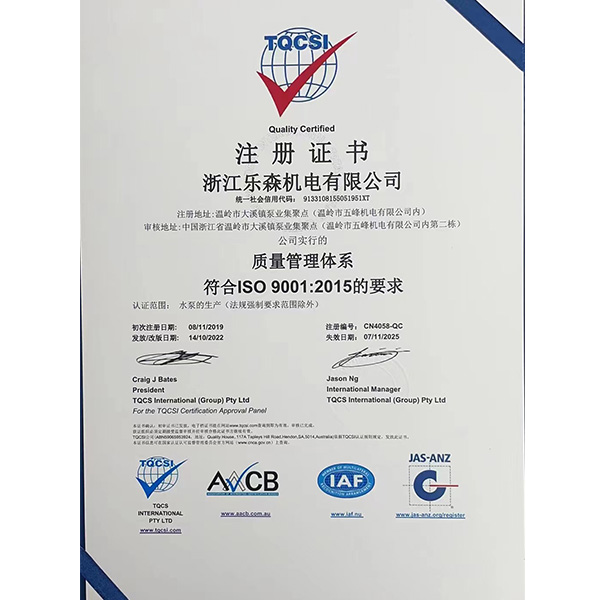 TQCSI
Quality Certified
注册证书
浙江乐森机电有限公司
统一社会信用代码: 91331081550519​51XT
注册地址:温岭市大溪镇泵业集聚点（温岭市五峰机电有限公司内）
审核地址:中国浙江省温岭市大溪镇泵业集聚点（温岭市五峰机电有限公司内第二栋）
公司实行的
质量管理体系
符合ISO 9001:2015的要求
认证范围: 水泵的生产（法规强制要求范围除外）
初次注册日期: 08/11/2019 注册编号: CN4058-QC
发放/改版日期: 14/10/2022 失效日期: 07/11/2025
Craig J Bates Jason Ng
President International Manager
TQCS International (Group) Pty Ltd TQCS International (Group) Pty Ltd
For the TQCSI Certification Approval Panel
TQCSI AWCB IAF JAS-ANZ
TQCS
INTERNATIONAL
PTY LTD
www.tqcsi.com www.ascb.com.au www.iaf.nu www.jas-anz.org/register